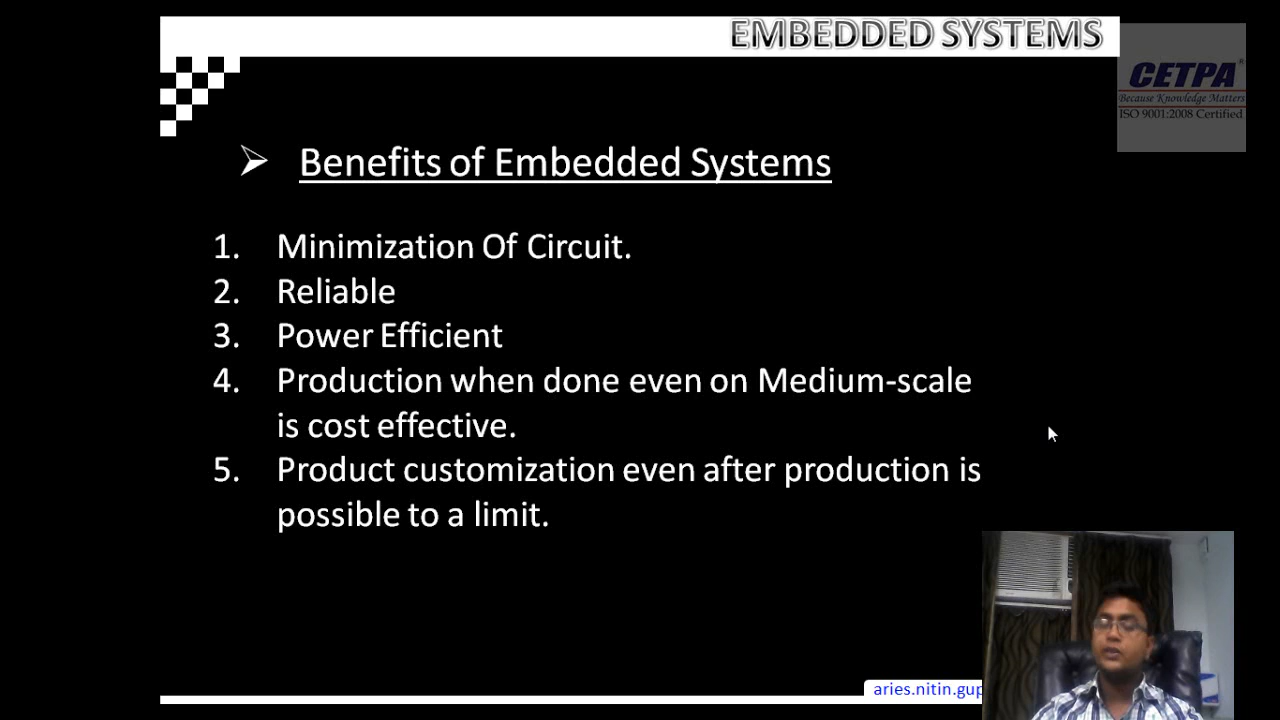 EMBEDDED SYSTEMS
CETPA®
Because Knowledge Matters
ISO 9001:2008 Certified
Benefits of Embedded Systems
1. Minimization Of Circuit.
2. Reliable
3. Power Efficient
4. Production when done even on Medium-scale
is cost effective.
5. Product customization even after production is
possible to a limit.
aries.nitin.gup